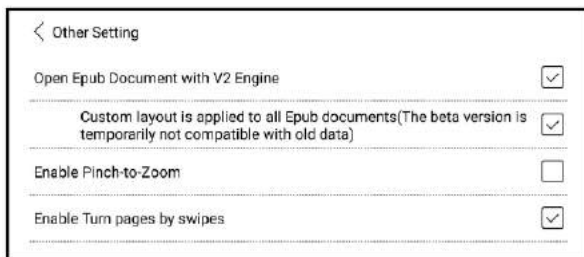 Other Setting
Open Epub Document with V2 Engine
Custom layout is applied to all Epub documents(The beta version is
temporarily not compatible with old data)
Enable Pinch-to-Zoom
Enable Turn pages by swipes